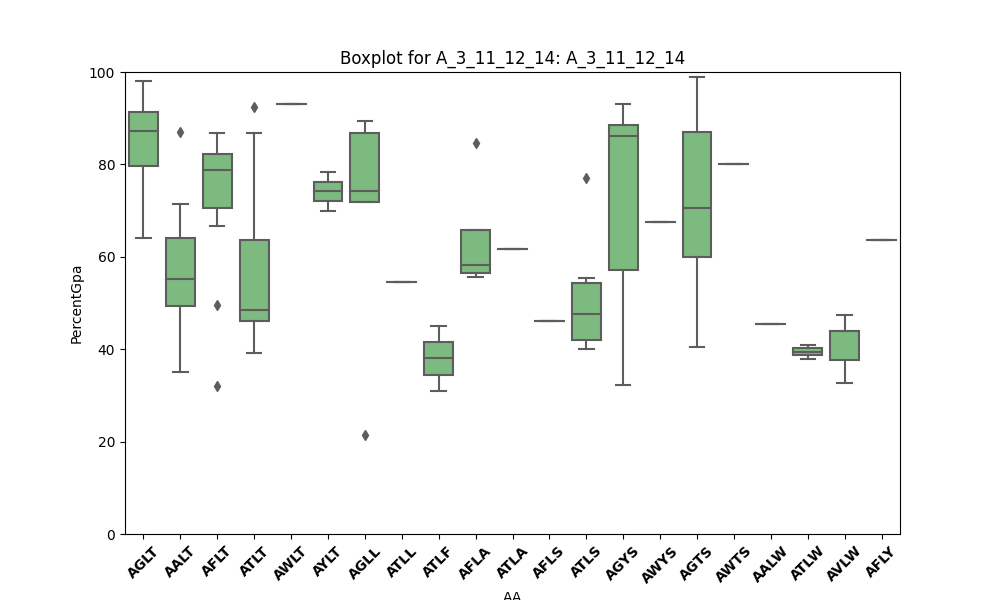 Boxplot for A_3_11_12_14: A_3_11_12_14
100
80
60
40
20
0
PercentGpa
AGLT AALT AFLT ATLT AWLT AYLT AGLL ATLL ATLF AFLA ATLA AFLS ATLS AGYS AWYS AGTS AWTS AALW ATLW AVLW AFLY
AA